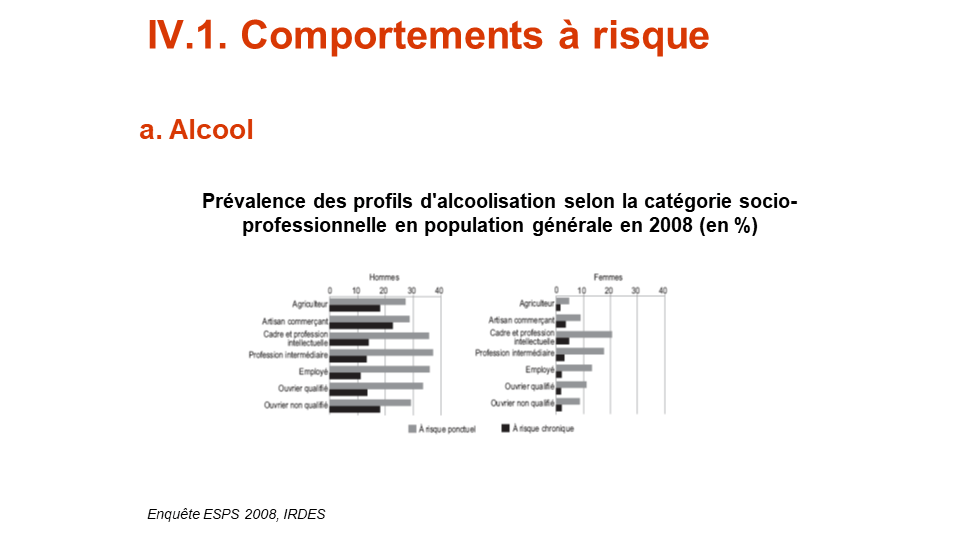 IV.1. Comportements à risque
a. Alcool
Prévalence des profils d'alcoolisation selon la catégorie socio-
professionnelle en population générale en 2008 (en %)
Hommes
0 10 20 30 40
Agriculteur
Artisan commerçant
Cadre et profession
intellectuelle
Profession intermédiaire
Employé
Ouvrier qualifié
Ouvrier non qualifié
Femmes
0 10 20 30 40
Agriculteur
Artisan commerçant
Cadre et profession
intellectuelle
Profession intermédiaire
Employé
Ouvrier qualifié
Ouvrier non qualifié
À risque ponctuel
À risque chronique
Enquête ESPS 2008, IRDES